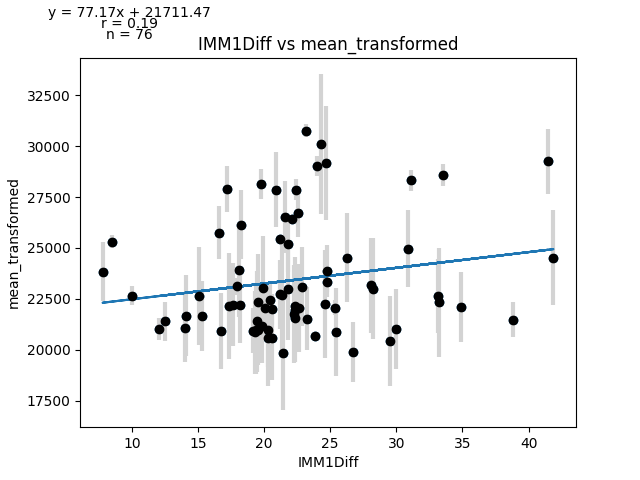 y = 77.17x + 21711.47
r = 0.19
n = 76
IMM1Diff vs mean_transformed
32500
30000
27500
25000
22500
20000
17500
mean_transformed
10 15 20 25 30 35 40
IMM1Diff